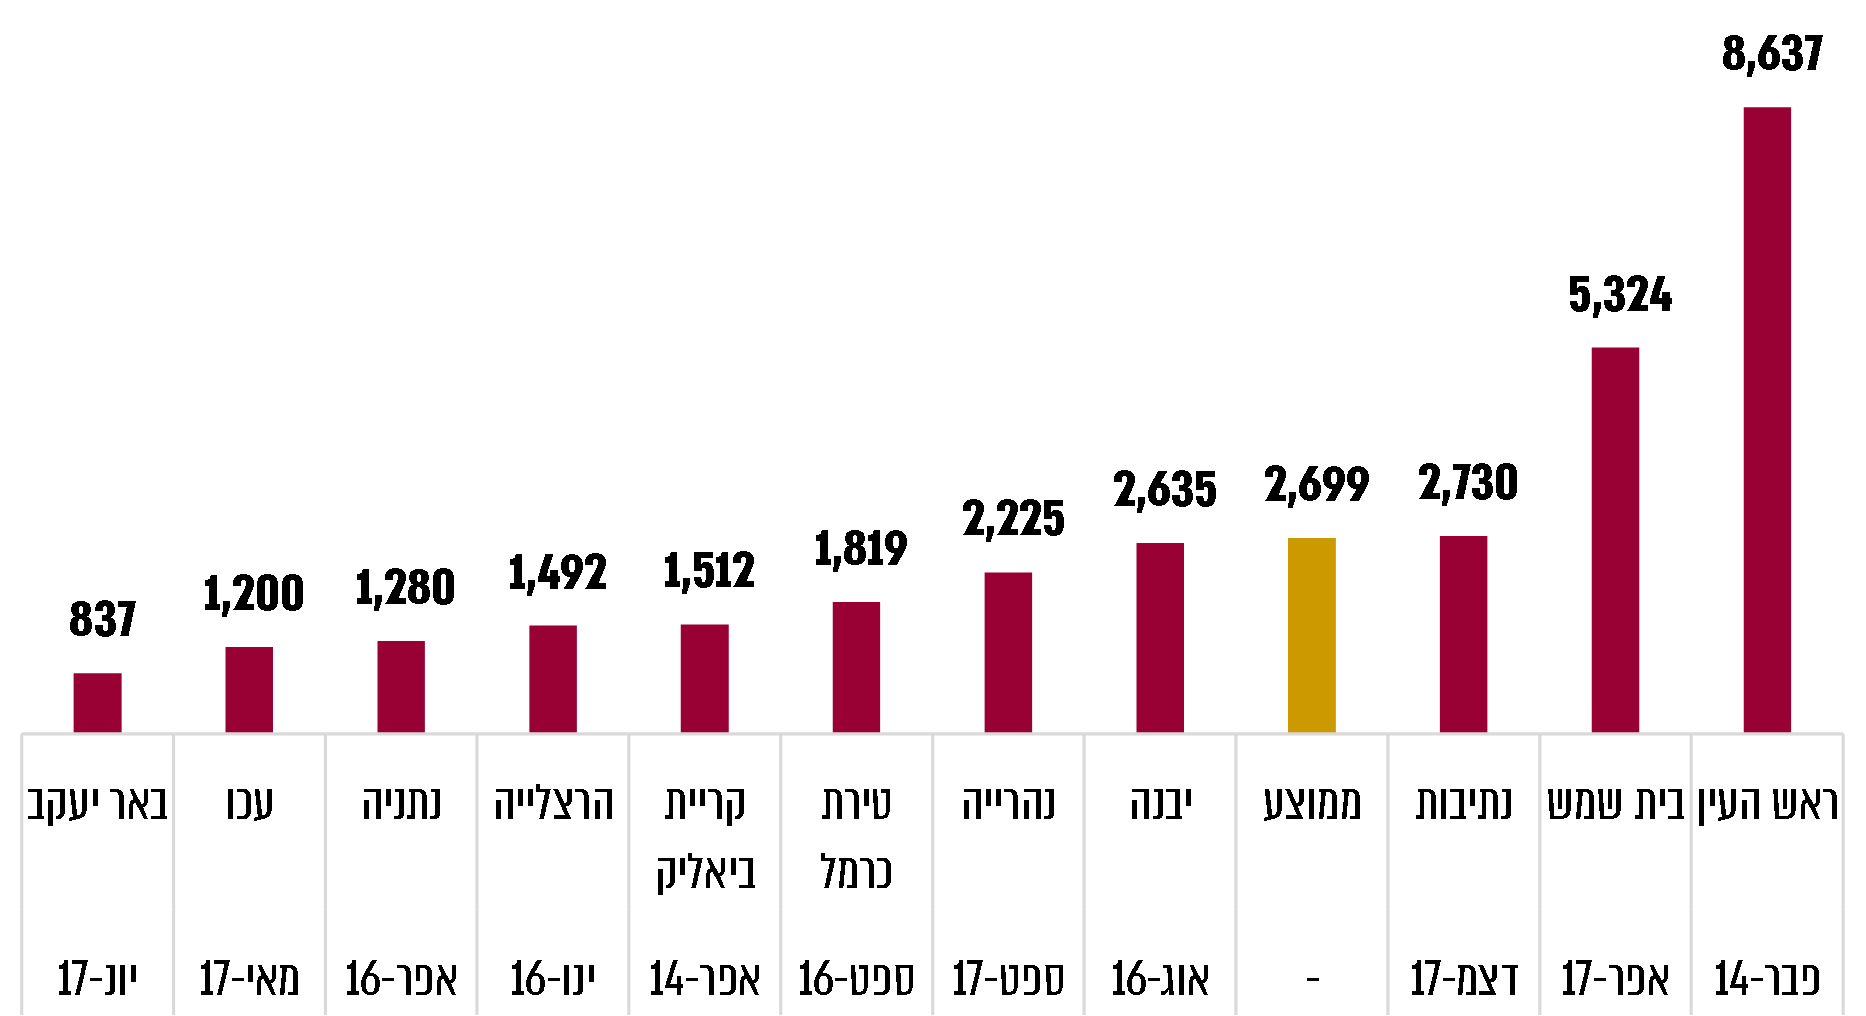 8,637
5,324
2,730
2,699
2,635
2,225
1,819
1,512
1,492
1,280
1,200
837
ראש העין
בית שמש
נתיבות
ממוצע
יבנה
נהרייה
טירת
כרמל
קריית
ביאליק
הרצלייה
נתניה
עכו
באר יעקב
פבר-14
אפר-17
דצמ-17
-
אוג-16
ספט-17
ספט-16
אפר-14
ינו-16
אפר-16
מאי-17
יונ-17